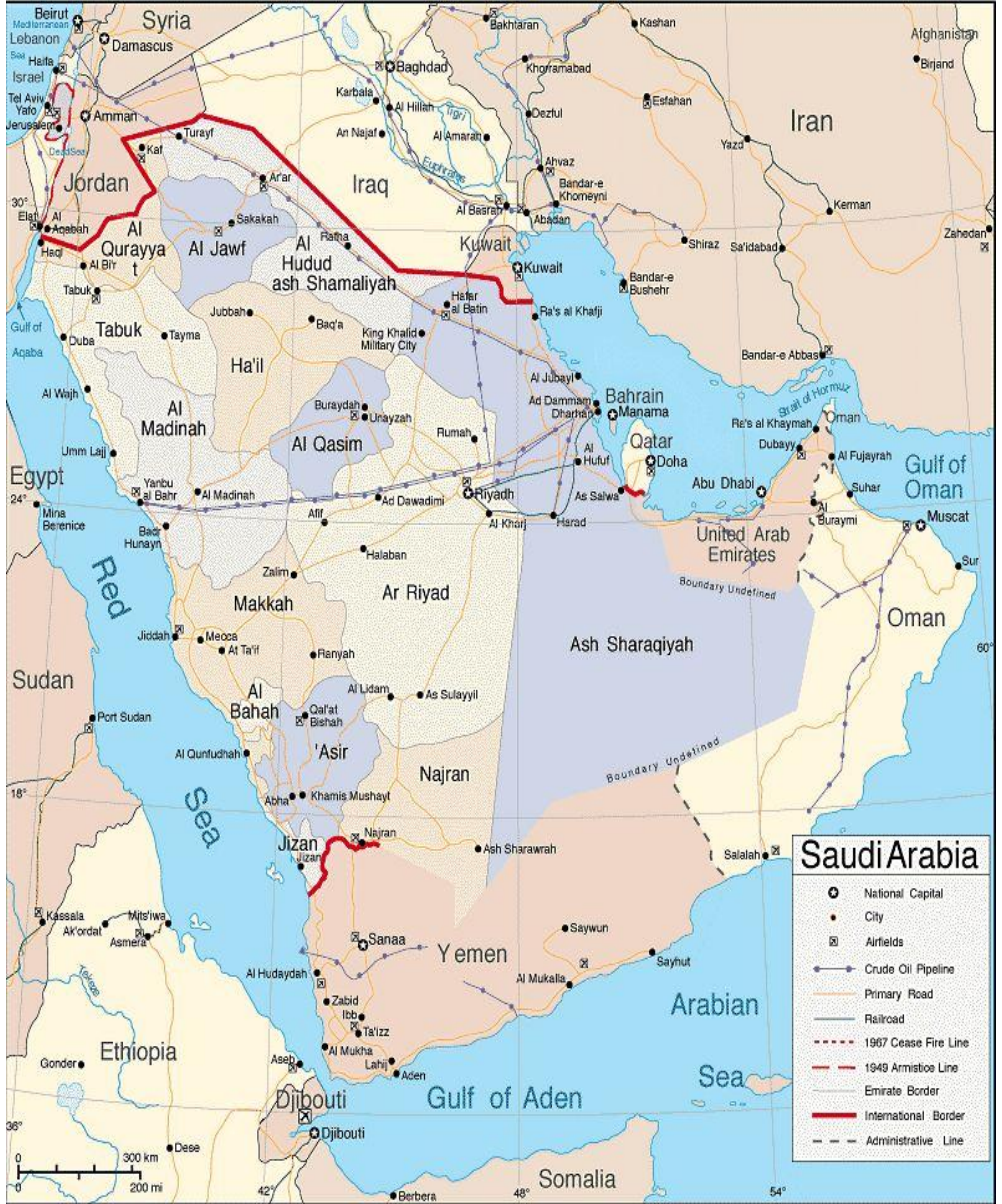 Beirut
Mediterranean
Lebanon
Sea
Syria
Damascus
Haifa
Israel
Tel Aviv
Yafo
Jerusalem
Amman
Dead Sea
Jordan
Elat
Al
Aqabah
Haql
Gulf of
Aqaba
Bakhtaran
Kashan
Afghanistan
Birjand
Khorramabad
Baghdad
Karbala
Al Hillah
Tigri
Dezful
Esfahan
Iran
An Najaf
Al Amaran
Yazd
Euphrates
Ahvaz
Iraq
Bandar-e
Khomeyni
Al Basrah
Abadan
Kerman
Zahedan
Shiraz
Sa'idabad
Kuwait
Kuwait
Bandar-e
Bushehr
Bandar-e Abbas
Strait of Hormuz
30°
Turayf
Kaf
Ar'ar
Sakakah
Al Jawf
Al
Qurayya
t
Al
Hudud
ash Shamaliyah
Rafha
Al Bi'r
Tabuk
Tabuk
Duba
Tayma
Jubbah
Baq'a
Ha'il
Hafar
al Batin
King Khalid
Military City
Ra's al Khafji
Al Wajh
Al
Madinah
Umm Lajj
Buraydah
Unayzah
Al Qasim
Rumah
Al Jubayl
Ad Dammam
Dharhan
Bahrain
Manama
Qatar
Doha
Al
Hufuf
As Salwa
Oman
Ra's al Khaymah
Dubayy
Al Fujayrah
Abu Dhabi
Gulf of
Oman
Suhar
Al
Buraymi
Muscat
Sur
United Arab
Emirates
Egypt
24°
Mina
Berenice
Yanbu
al Bahr
Al Madinah
Badr
Hunayn
Afif
Ad Dawadimi
Riyadh
Al Kharj
Harad
Halaban
Zalim
Ar Riyad
Makkah
Red
Sea
Jiddah
Mecca
At Ta'if
Ranyah
Boundary Undefined
Ash Sharaqiyah
Oman
60°
Sudan
Port Sudan
Al
Bahah
Al Lidam
As Sulayyil
Qal'at
Bishah
'Asir
Al Qunfudhah
Najran
Boundary Undefined
18°
Abha
Khamis Mushayt
Jizan
Jizan
Najran
Ash Sharawrah
Salalah
Kassala
Ak'ordat
Mits'iwa
Asmera
Tekeze
Sanaa
Yemen
Saywun
Sayhut
Al Mukalla
Al Hudaydah
Zabid
Ibb
Ta'izz
Al Mukha
Lahij
Aden
Arabian
Sea
Ethiopia
Gonder
Aseb
Djibouti
Djibouti
Gulf of Aden
Dese
Somalia
Berbera
36°
0
300 km
0
200 mi
42°
48°
54°
Saudi Arabia
National Capital
City
Airfields
Crude Oil Pipeline
Primary Road
Railroad
1967 Cease Fire Line
1949 Armistice Line
Emirate Border
International Border
Administrative Line